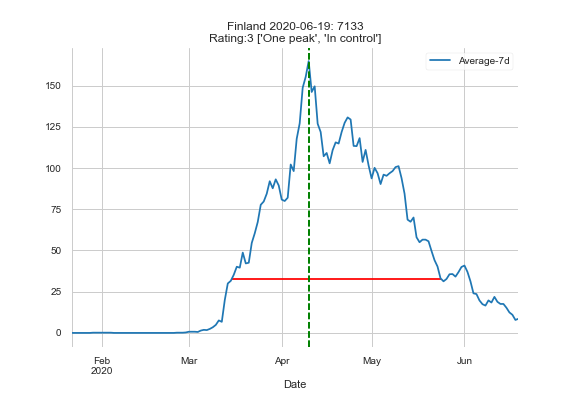 Finland 2020-06-19: 7133
Rating:3 ['One peak', 'In control']
Average-7d
150
125
100
75
50
25
0
Feb
2020
Mar
Apr
May
Jun
Date